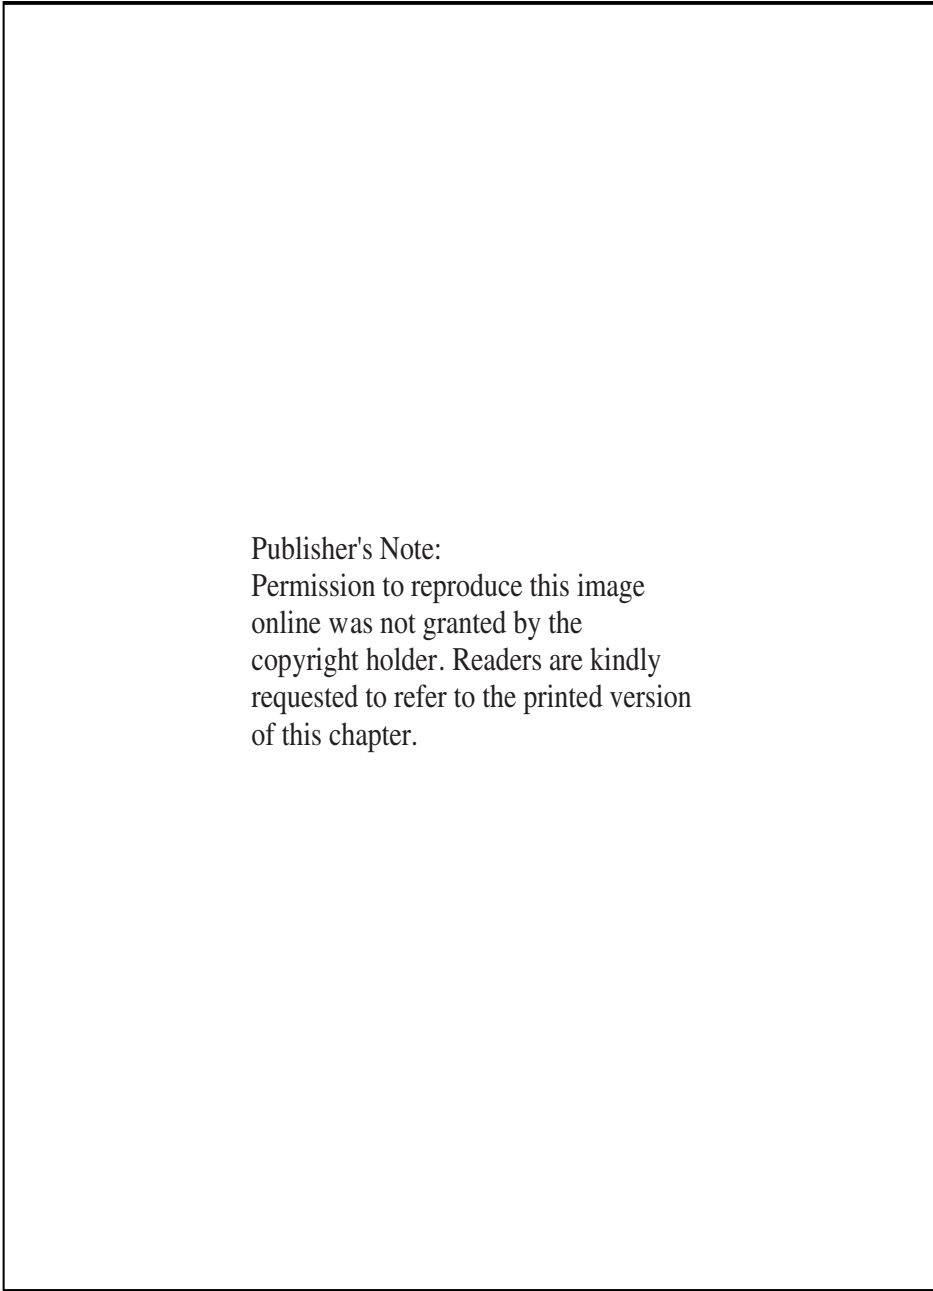 Publisher's Note:
Permission to reproduce this image
online was not granted by the
copyright holder. Readers are kindly
requested to refer to the printed version
of this chapter.